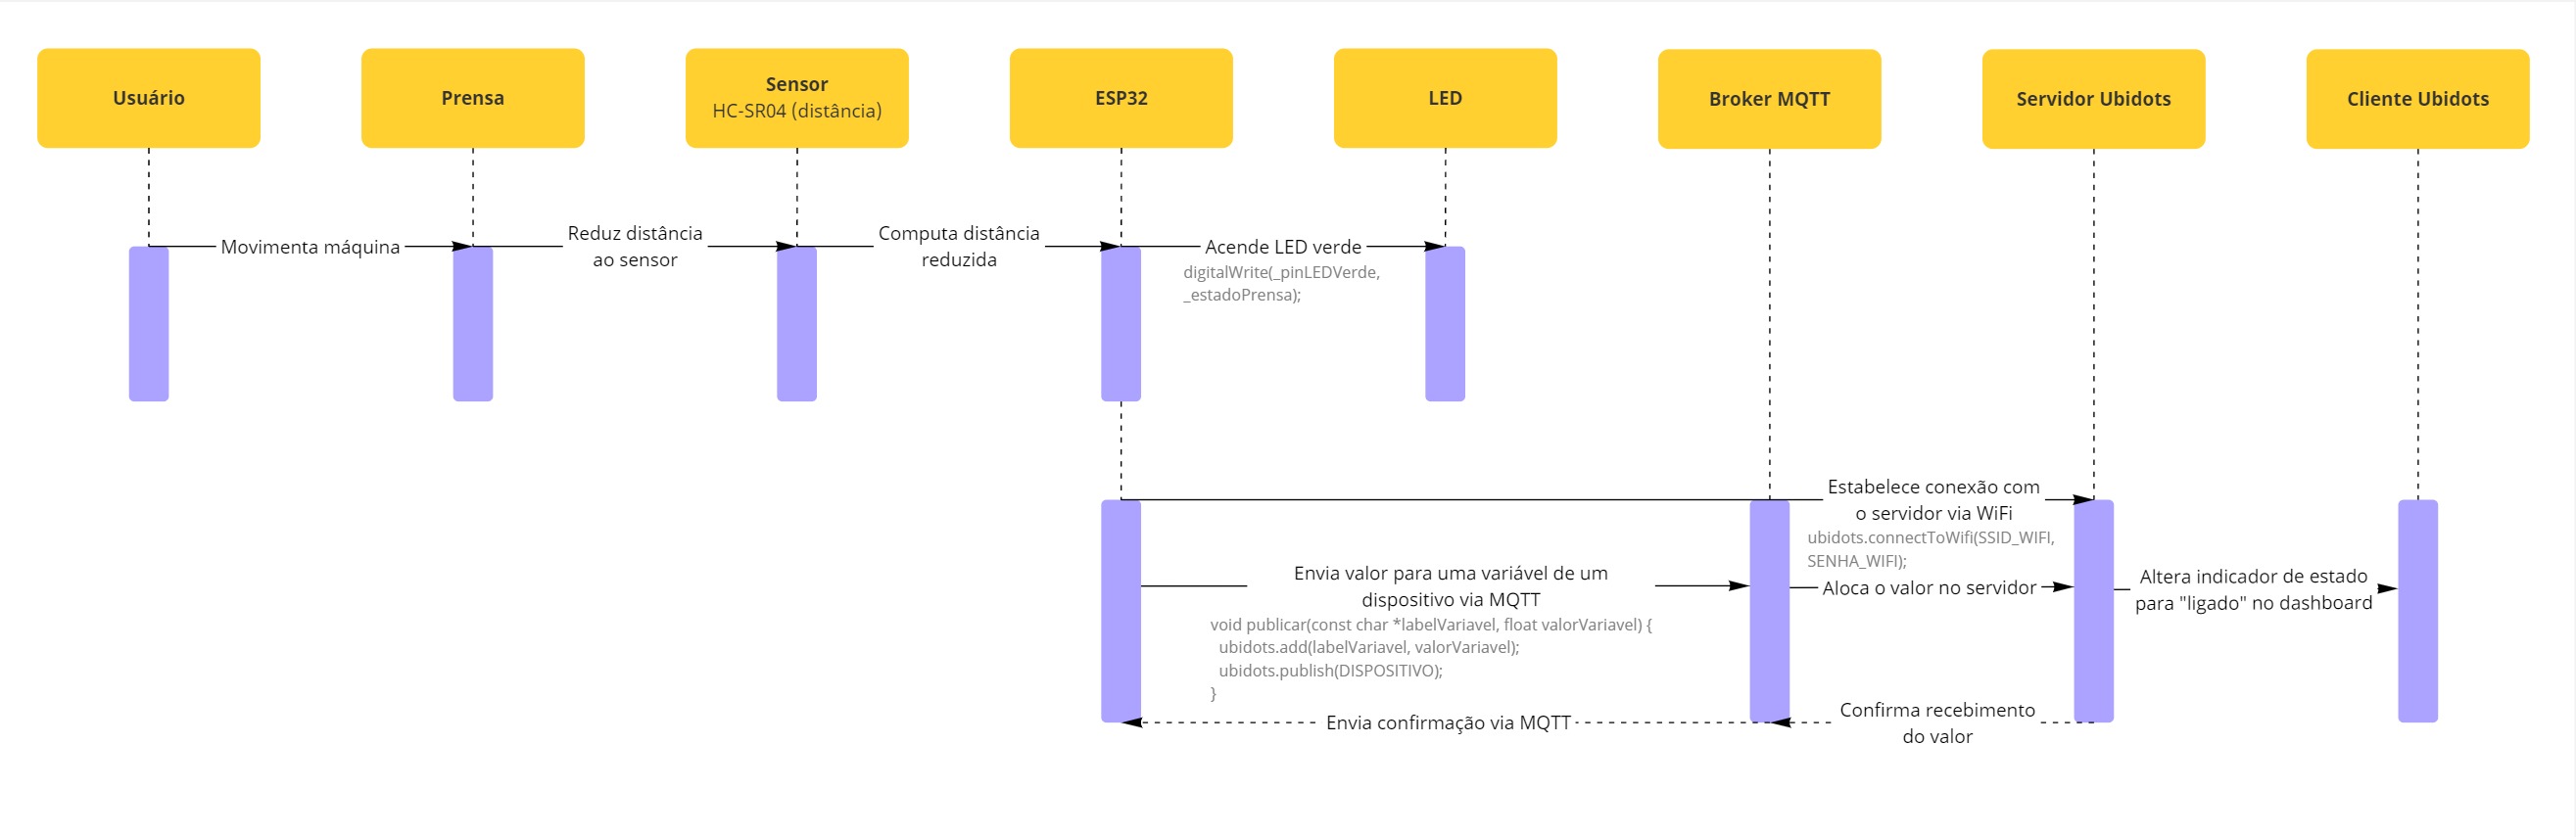 Usuário
Prensa
Sensor
HC-SR04 (distância)
ESP32
LED
Broker MQTT
Servidor Ubidots
Cliente Ubidots
Movimenta máquina
Reduz distância
ao sensor
Computa distância
reduzida
Acende LED verde
digitalWrite(_pinLEDVerde,
_estadoPrensa);
Estabelece conexão com
o servidor via WiFi
ubidots.connectToWifi(SSID_WIFI,
SENHA_WIFI);
Envia valor para uma variável de um
dispositivo via MQTT
void publicar(const char *labelVariavel, float valorVariavel) {
  ubidots.add(labelVariavel, valorVariavel);
  ubidots.publish(DISPOSITIVO);
}
Aloca o valor no servidor
Altera indicador de estado
para "ligado" no dashboard
Confirma recebimento
do valor
Envia confirmação via MQTT